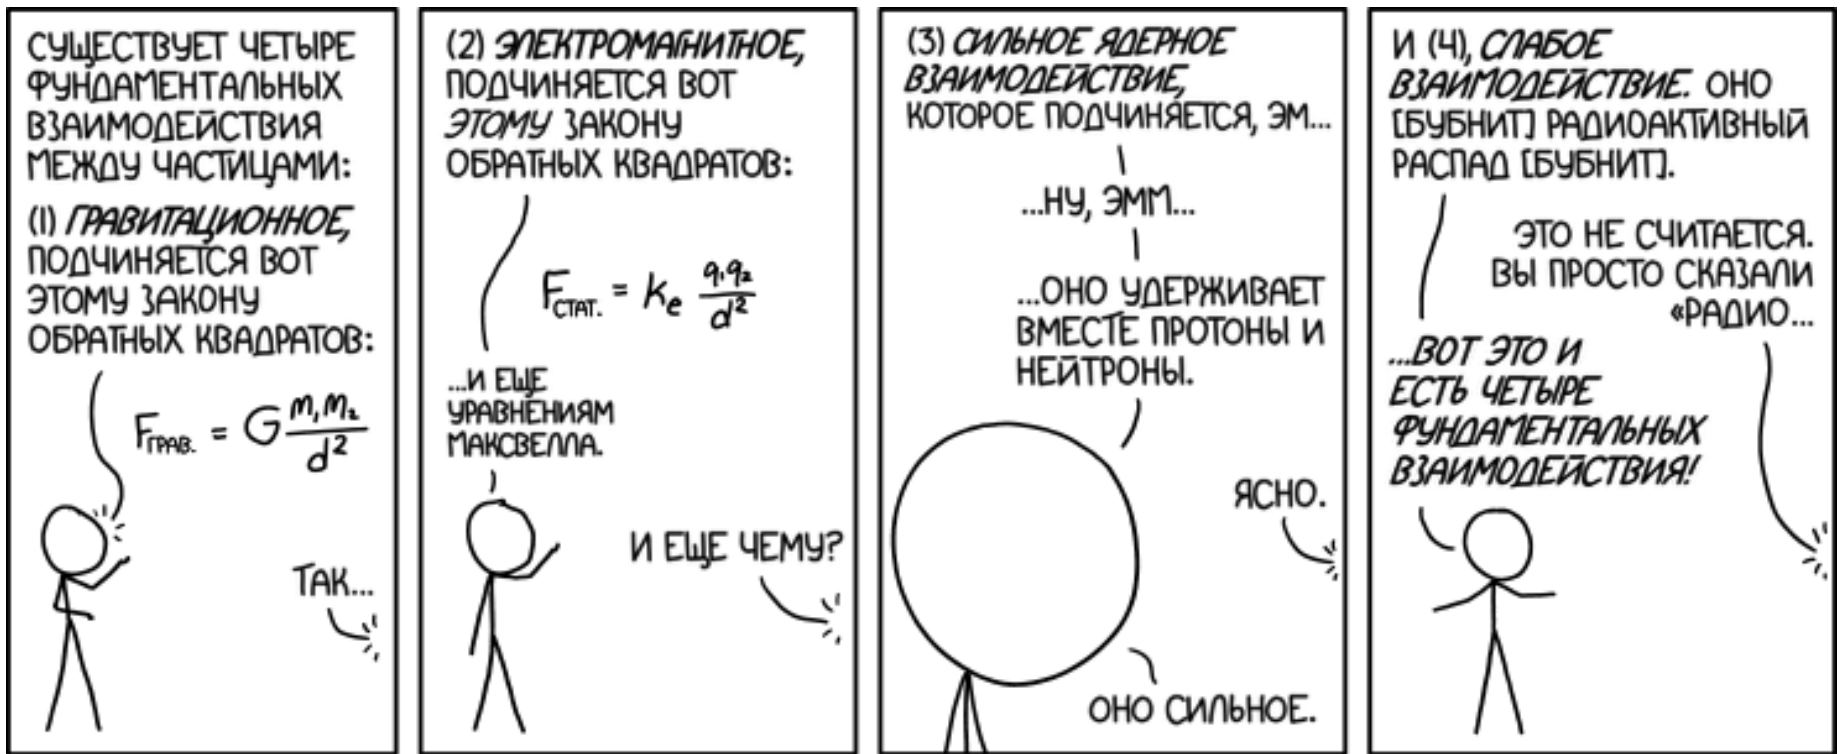 СУЩЕСТВУЕТ ЧЕТЫРЕ
ФУНДАМЕНТАЛЬНЫХ
ВЗАИМОДЕЙСТВИЯ
МЕЖДУ ЧАСТИЦАМИ:
(1) ГРАВИТАЦИОННОЕ,
ПОДЧИНЯЕТСЯ ВОТ
ЭТОМУ ЗАКОНУ
ОБРАТНЫХ КВАДРАТОВ:
Fграв. = G m₁m₂/d²
ТАК...
(2) ЭЛЕКТРОМАГНИТНОЕ,
ПОДЧИНЯЕТСЯ ВОТ
ЭТОМУ ЗАКОНУ
ОБРАТНЫХ КВАДРАТОВ:
Fстат. = kₑ q₁q₂/d²
...И ЕЩЕ
УРАВНЕНИЯМ
МАКСВЕЛЛА.
И ЕЩЕ ЧЕМУ?
(3) СИЛЬНОЕ ЯДЕРНОЕ
ВЗАИМОДЕЙСТВИЕ,
КОТОРОЕ ПОДЧИНЯЕТСЯ, ЭМ...
...НУ, ЭММ...
...ОНО УДЕРЖИВАЕТ
ВМЕСТЕ ПРОТОНЫ И
НЕЙТРОНЫ.
ЯСНО.
ОНО СИЛЬНОЕ.
И (4), СЛАБОЕ
ВЗАИМОДЕЙСТВИЕ. ОНО
[БУБНИТ] РАДИОАКТИВНЫЙ
РАСПАД [БУБНИТ].
ЭТО НЕ СЧИТАЕТСЯ.
ВЫ ПРОСТО СКАЗАЛИ
«РАДИО...
...ВОТ ЭТО И
ЕСТЬ ЧЕТЫРЕ
ФУНДАМЕНТАЛЬНЫХ
ВЗАИМОДЕЙСТВИЯ!